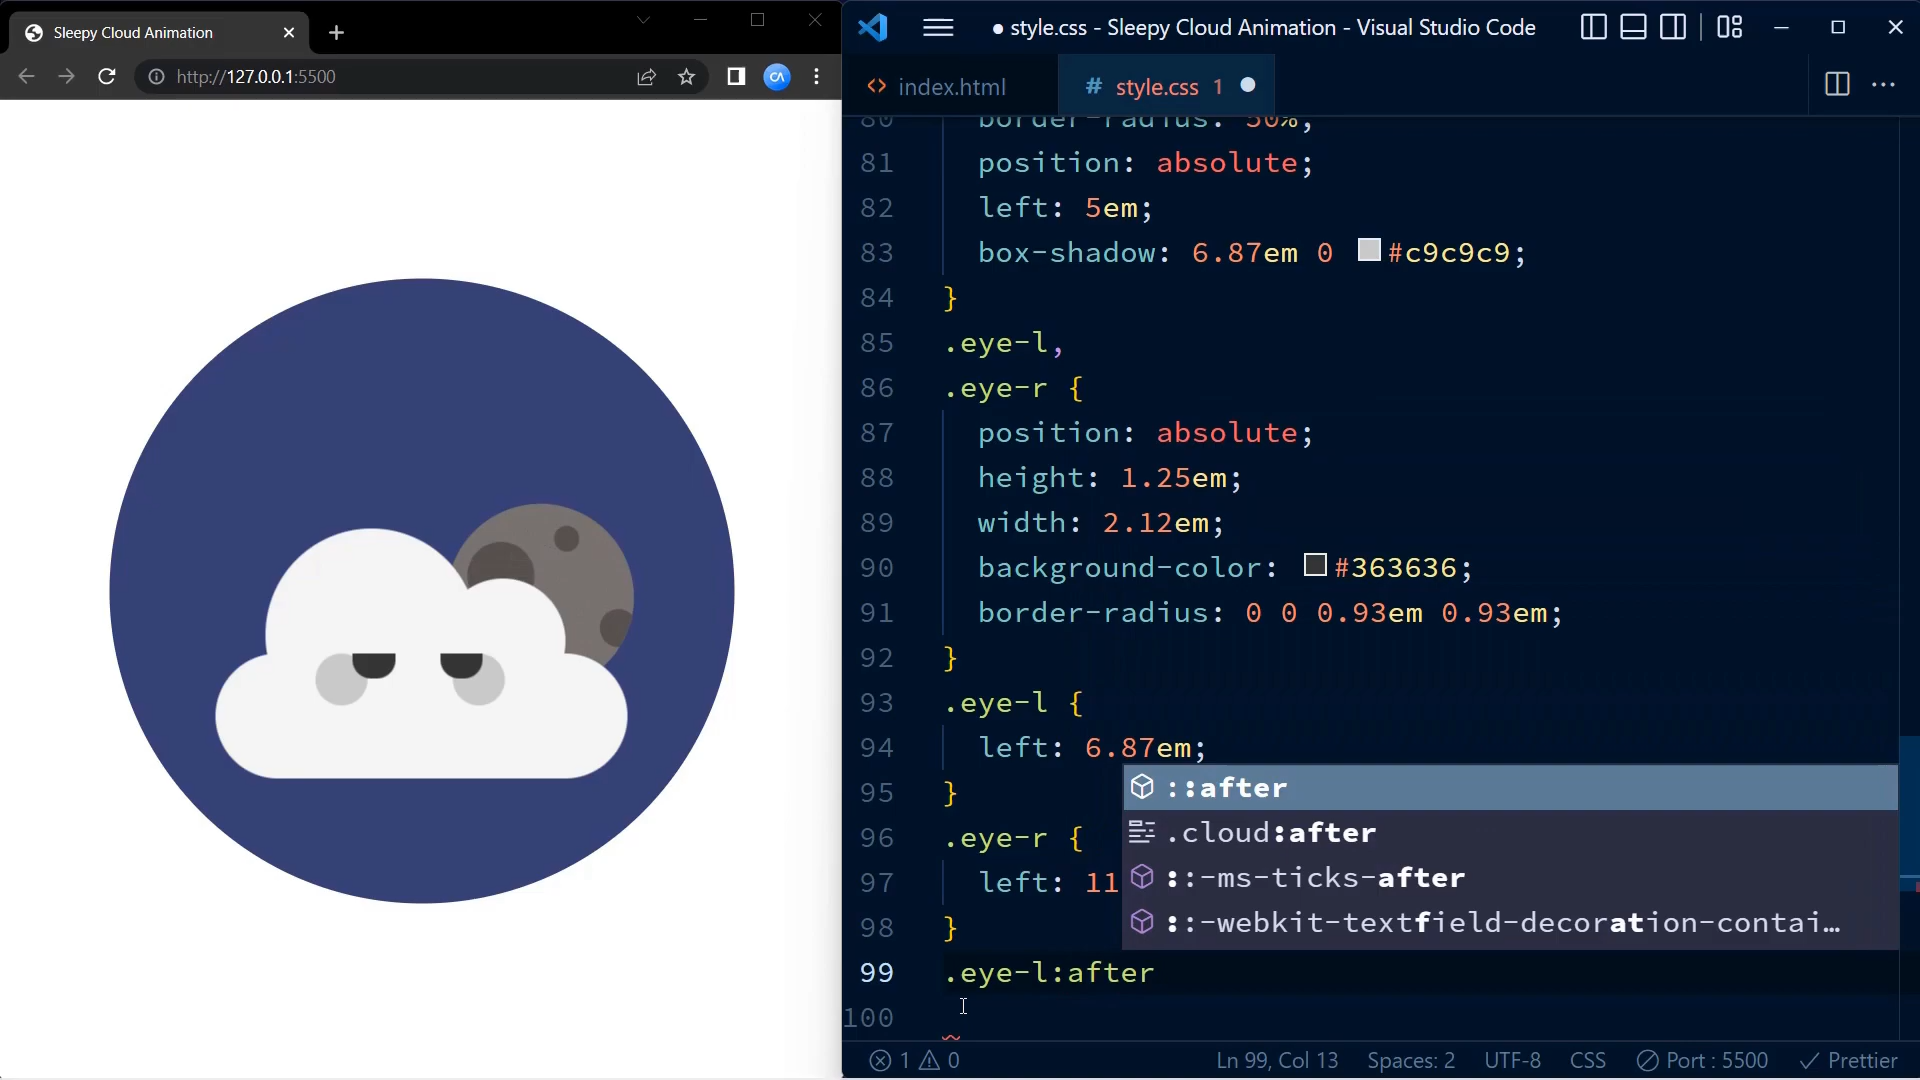 Sleepy Cloud Animation
http://127.0.0.1:5500
CA
style.css - Sleepy Cloud Animation - Visual Studio Code
index.html
# style.css 1
80 border-radius: 50%;
81 position: absolute;
82 left: 5em;
83 box-shadow: 6.87em 0 #c9c9c9;
84 }
85 .eye-l,
86 .eye-r {
87 position: absolute;
88 height: 1.25em;
89 width: 2.12em;
90 background-color: #363636;
91 border-radius: 0 0 0.93em 0.93em;
92 }
93 .eye-l {
94 left: 6.87em;
95 }
96 .eye-r {
97 left: 11
98 }
99 .eye-l:after
100
::after
.cloud:after
::-ms-ticks-after
::-webkit-textfield-decoration-contai…
1 0
Ln 99, Col 13 Spaces: 2 UTF-8 CSS Port : 5500 Prettier